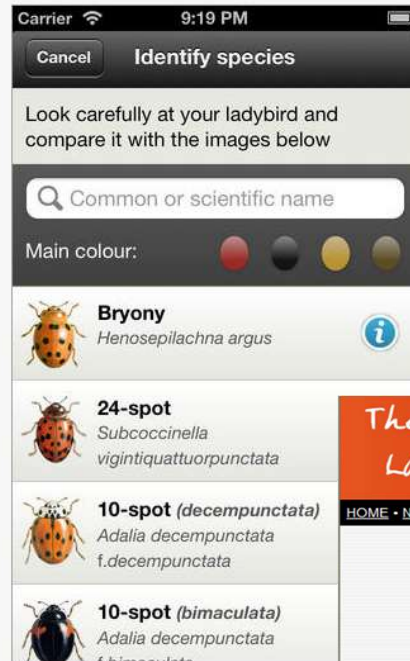 Carrier 9:19 PM
Cancel Identify species
Look carefully at your ladybird and
compare it with the images below
Common or scientific name
Main colour:
Bryony
Henosepilachna argus
24-spot
Subcoccinella
vigintiquattuorpunctata
10-spot (decempunctata)
Adalia decempunctata
f.decempunctata
10-spot (bimaculata)
Adalia decempunctata
HOME •